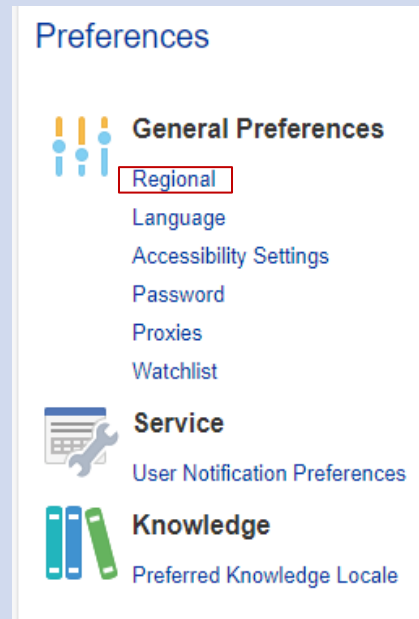 Preferences
General Preferences
Regional
Language
Accessibility Settings
Password
Proxies
Watchlist
Service
User Notification Preferences
Knowledge
Preferred Knowledge Locale